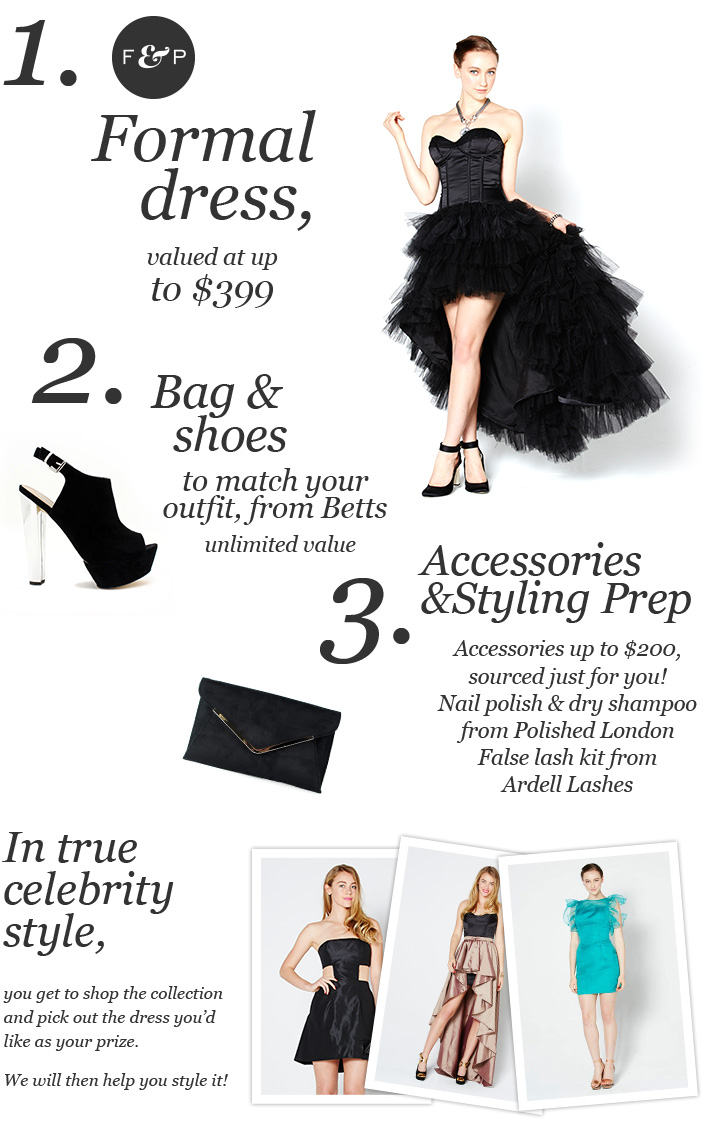 1.
F & P
Formal
dress,
valued at up
to $399
2.
Bag &
shoes
to match your
outfit, from Betts
unlimited value
3.
Accessories
&Styling Prep
Accessories up to $200,
sourced just for you!
Nail polish & dry shampoo
from Polished London
False lash kit from
Ardell Lashes
In true
celebrity
style,
you get to shop the collection
and pick out the dress you'd
like as your prize.
We will then help you style it!